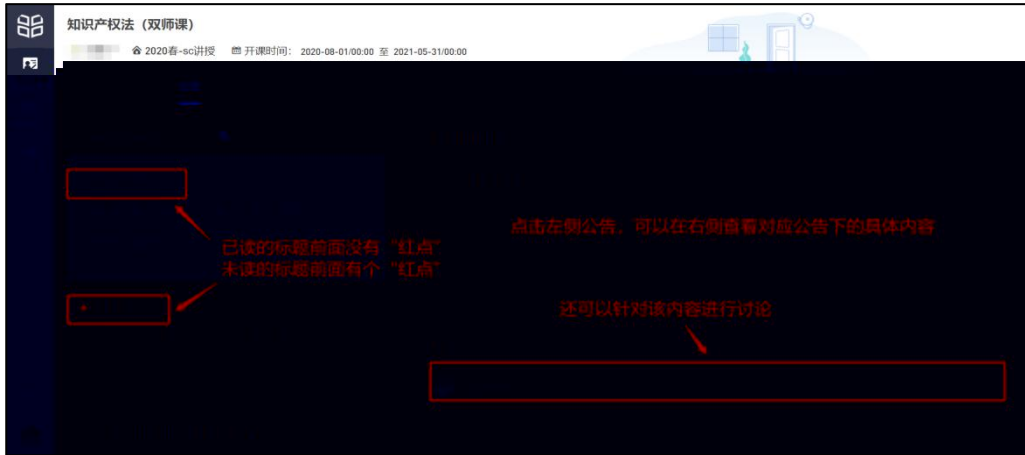 知识产权法（双师课）
2020春-sc讲授 开课时间： 2020-08-01/00:00 至 2021-05-31/00:00
点击左侧公告，可以在右侧查看对应公告下的具体内容
已读的标题前面没有“红点”
未读的标题前面有个“红点”
还可以针对该内容进行讨论